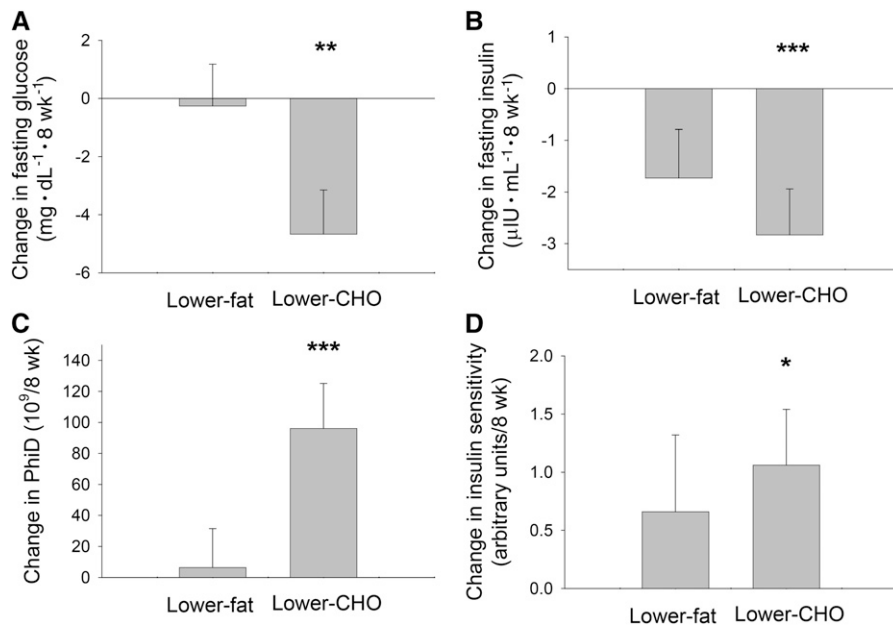 A
Change in fasting glucose
(mg·dL⁻¹·8 wk⁻¹)
2
0
-2
-4
-6
**
Lower-fat Lower-CHO
B
Change in fasting insulin
(μIU·mL⁻¹·8 wk⁻¹)
1
0
-1
-2
-3
***
Lower-fat Lower-CHO
C
Change in PhiD (10⁹/8 wk)
140
120
100
80
60
40
20
0
***
Lower-fat Lower-CHO
D
Change in insulin sensitivity
(arbitrary units/8 wk)
2.0
1.5
1.0
0.5
0.0
*
Lower-fat Lower-CHO